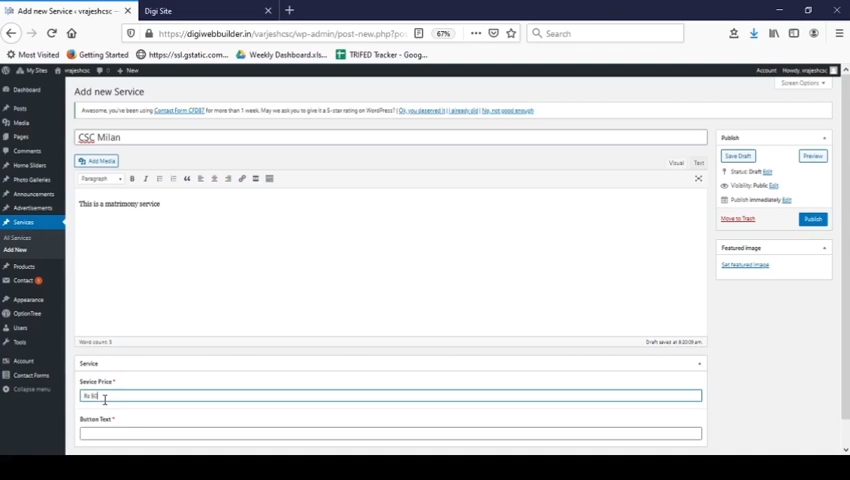 Add new Service ‹ vrajeshcsc — W
Digi Site
https://digiwebbuilder.in/varjeshcsc/wp-admin/post-new.php?pos
67%
Search
Most Visited
Getting Started
https://ssl.gstatic.com...
Weekly Dashboard.xls...
TRIFED Tracker - Goog...
My Sites
vrajeshcsc
0
New
Account
Howdy, vrajeshcsc
Screen Options
Dashboard
Posts
Media
Pages
Comments
Home Sliders
Photo Galleries
Announcements
Advertisements
Services
All Services
Add New
Products
Contact
Appearance
OptionTree
Users
Tools
Account
Contact Forms
Collapse menu
Add new Service
Awesome, you've been using Contact Form CFDB7 for more than 1 week. May we ask you to give it a 5-star rating on WordPress? | Ok, you deserved it | I already did | No, not good enough
CSC Milan
Add Media
Visual
Text
Paragraph
This is a matrimony service
Word count: 5
Draft saved at
Service
Sevice Price *
Rs 50
Button Text *
Publish
Save Draft
Preview
Status: Draft Edit
Visibility: Public Edit
Publish immediately Edit
Move to Trash
Publish
Featured Image
Set featured image